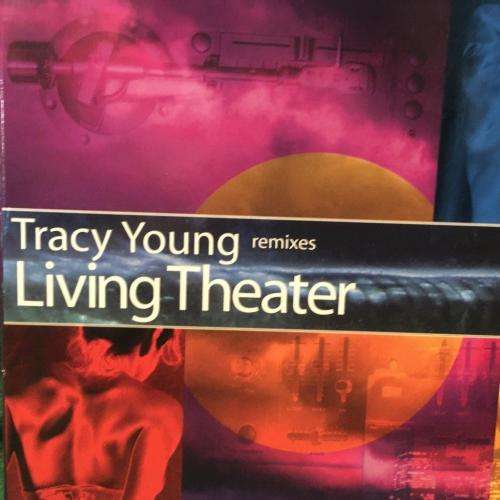 Tracy Young remixes
Living Theater